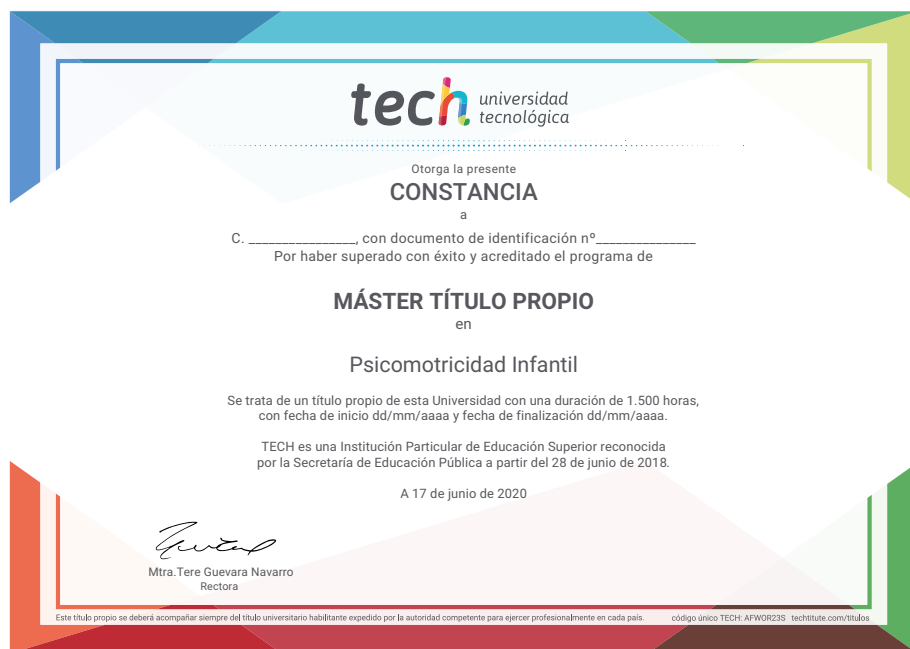 tech universidad
tecnológica
Otorga la presente
CONSTANCIA
a
C. ________________, con documento de identificación nº_______________
Por haber superado con éxito y acreditado el programa de
MÁSTER TÍTULO PROPIO
en
Psicomotricidad Infantil
Se trata de un título propio de esta Universidad con una duración de 1.500 horas,
con fecha de inicio dd/mm/aaaa y fecha de finalización dd/mm/aaaa.
TECH es una Institución Particular de Educación Superior reconocida
por la Secretaría de Educación Pública a partir del 28 de junio de 2018.
A 17 de junio de 2020
Mtra.Tere Guevara Navarro
Rectora
Este título propio se deberá acompañar siempre del título universitario habilitante expedido por la autoridad competente para ejercer profesionalmente en cada país. código único TECH: AFWOR23S techtitute.com/titulos